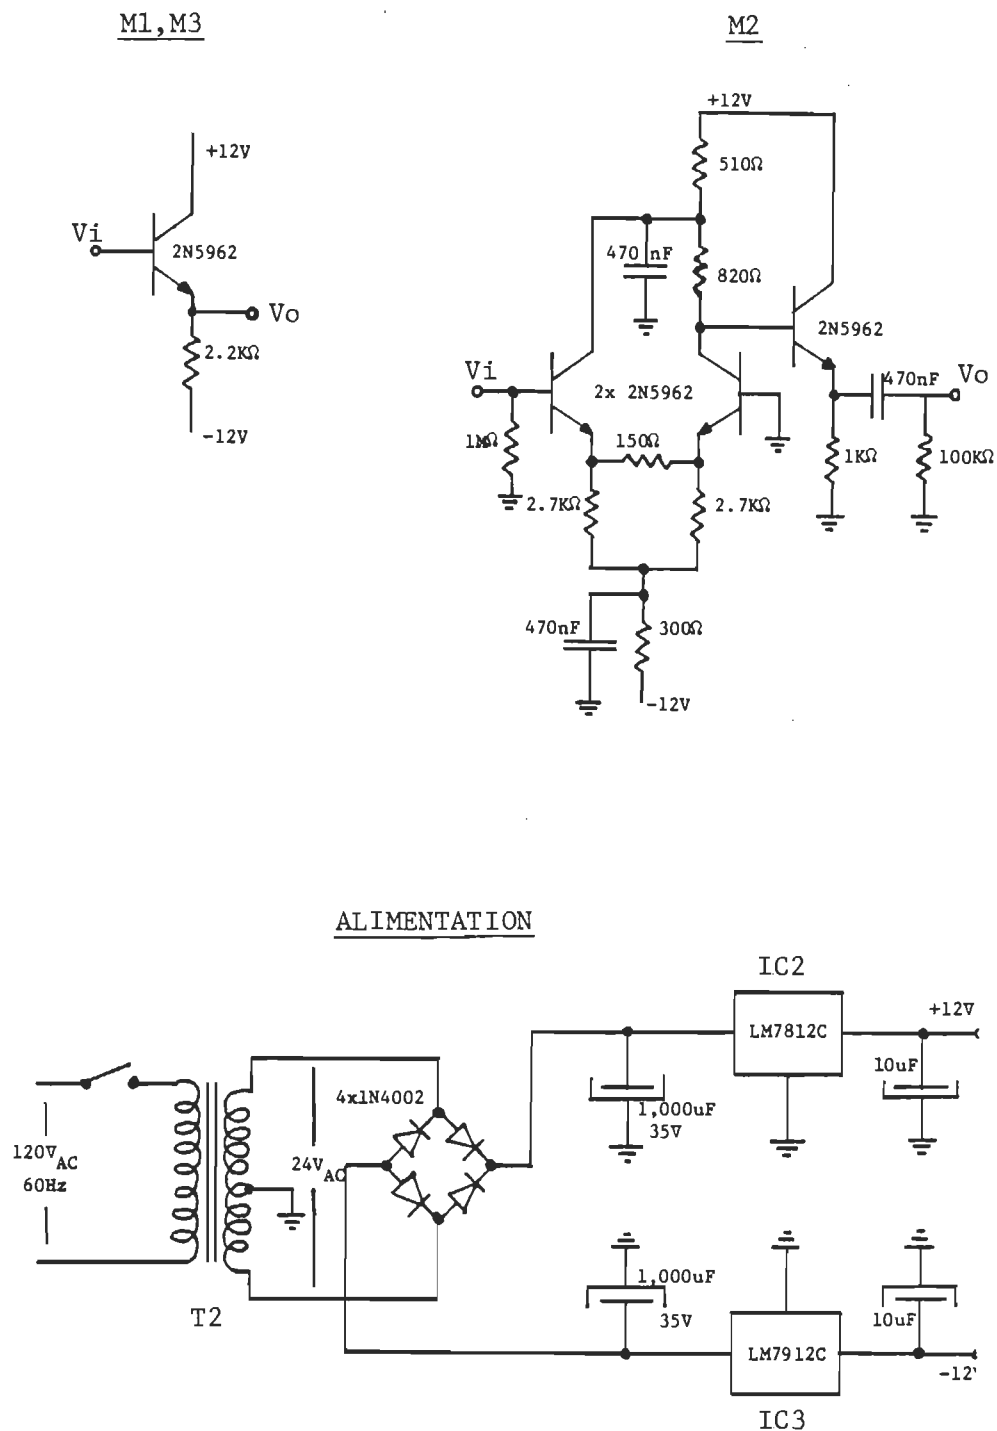 M1,M3
M2
+12V
Vi
2N5962
Vo
2.2KΩ
-12V
+12V
510Ω
470 nF
820Ω
2N5962
Vi
2x 2N5962
470nF
Vo
1MΩ
150Ω
1KΩ
100KΩ
2.7KΩ
2.7KΩ
470nF
300Ω
-12V
ALIMENTATION
IC2
LM7812C
+12V
4x1N4002
10uF
1,000uF
35V
120VAC
60Hz
24VAC
T2
1,000uF
35V
10uF
LM7912C
-12V
IC3